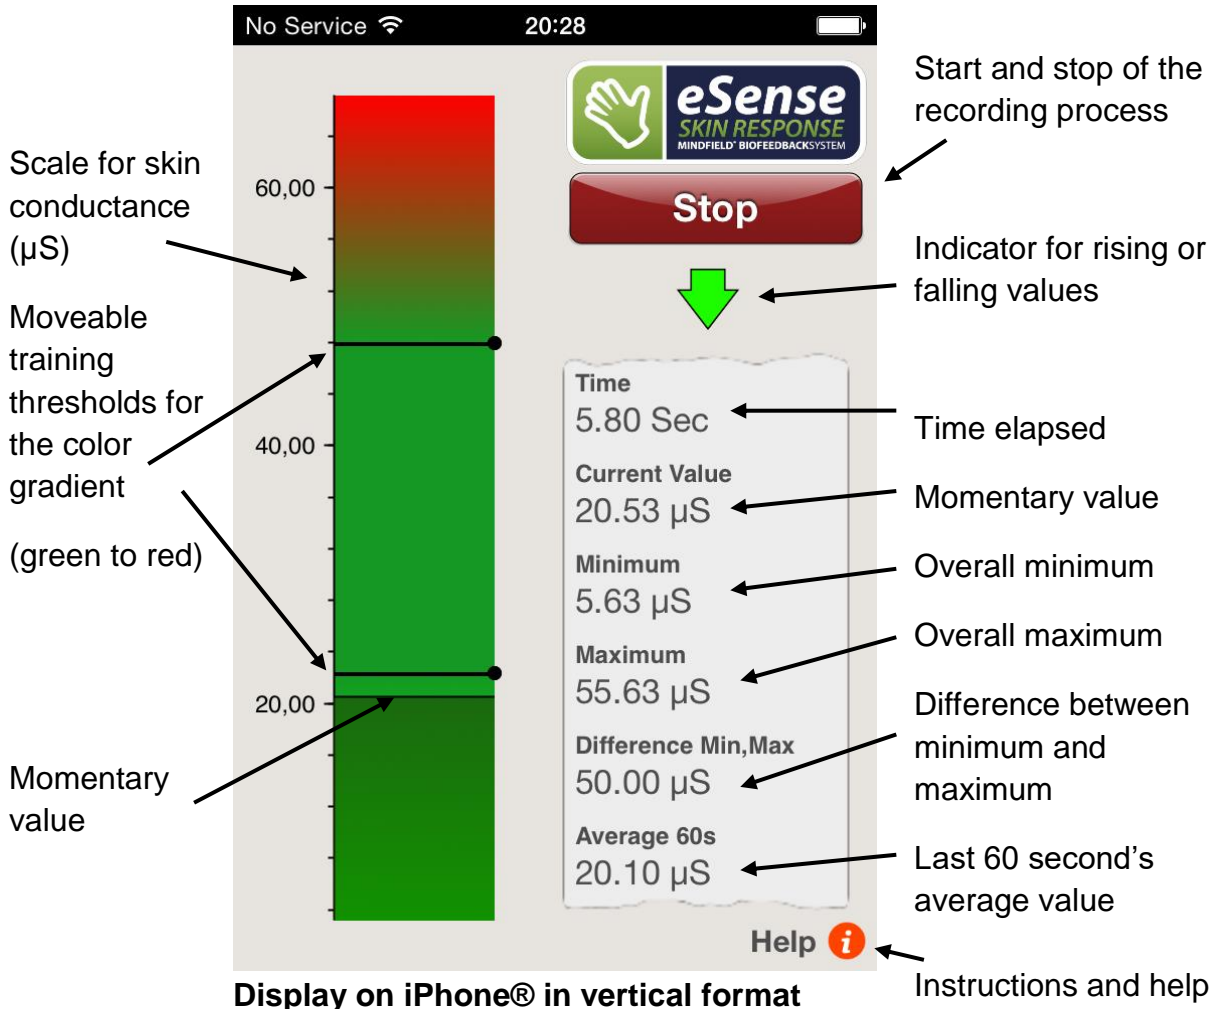 No Service
20:28
eSense
SKIN RESPONSE
MINDFIELD® BIOFEEDBACKSYSTEM
Stop
60,00
40,00
20,00
Time
5.80 Sec
Current Value
20.53 µS
Minimum
5.63 µS
Maximum
55.63 µS
Difference Min,Max
50.00 µS
Average 60s
20.10 µS
Help i
Scale for skin
conductance
(µS)
Moveable
training
thresholds for
the color
gradient
(green to red)
Momentary
value
Start and stop of the
recording process
Indicator for rising or
falling values
Time elapsed
Momentary value
Overall minimum
Overall maximum
Difference between
minimum and
maximum
Last 60 second’s
average value
Instructions and help
Display on iPhone® in vertical format